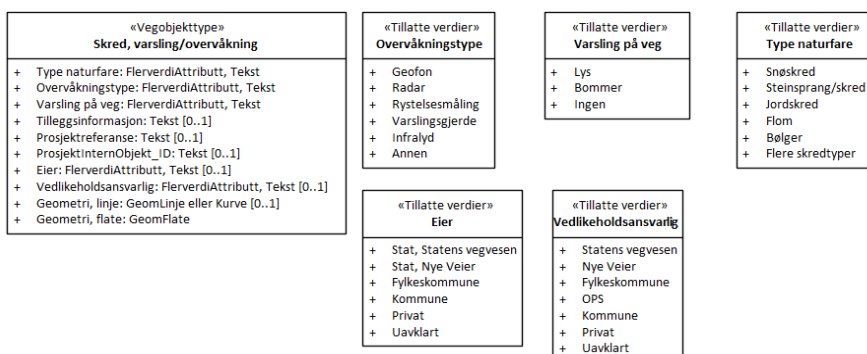 «Vegobjekttype»
Skred, varsling/overvåkning
+ Type naturfare: FlerverdiAttributt, Tekst
+ Overvåkningstype: FlerverdiAttributt, Tekst
+ Varsling på veg: FlerverdiAttributt, Tekst
+ Tilleggsinformasjon: Tekst [0..1]
+ Prosjektreferanse: Tekst [0..1]
+ ProsjektInternObjekt_ID: Tekst [0..1]
+ Eier: FlerverdiAttributt, Tekst [0..1]
+ Vedlikeholdsansvarlig: FlerverdiAttributt, Tekst [0..1]
+ Geometri, linje: GeomLinje eller Kurve [0..1]
+ Geometri, flate: GeomFlate
«Tillatte verdier»
Overvåkningstype
+ Geofon
+ Radar
+ Rystelsesmåling
+ Varslingsgjerde
+ Infralyd
+ Annen
«Tillatte verdier»
Varsling på veg
+ Lys
+ Bommer
+ Ingen
«Tillatte verdier»
Type naturfare
+ Snøskred
+ Steinsprang/skred
+ Jordskred
+ Flom
+ Bølger
+ Flere skredtyper
«Tillatte verdier»
Eier
+ Stat, Statens vegvesen
+ Stat, Nye Veier
+ Fylkeskommune
+ Kommune
+ Privat
+ Uavklart
«Tillatte verdier»
Vedlikeholdsansvarlig
+ Statens vegvesen
+ Nye Veier
+ Fylkeskommune
+ OPS
+ Kommune
+ Privat
+ Uavklart